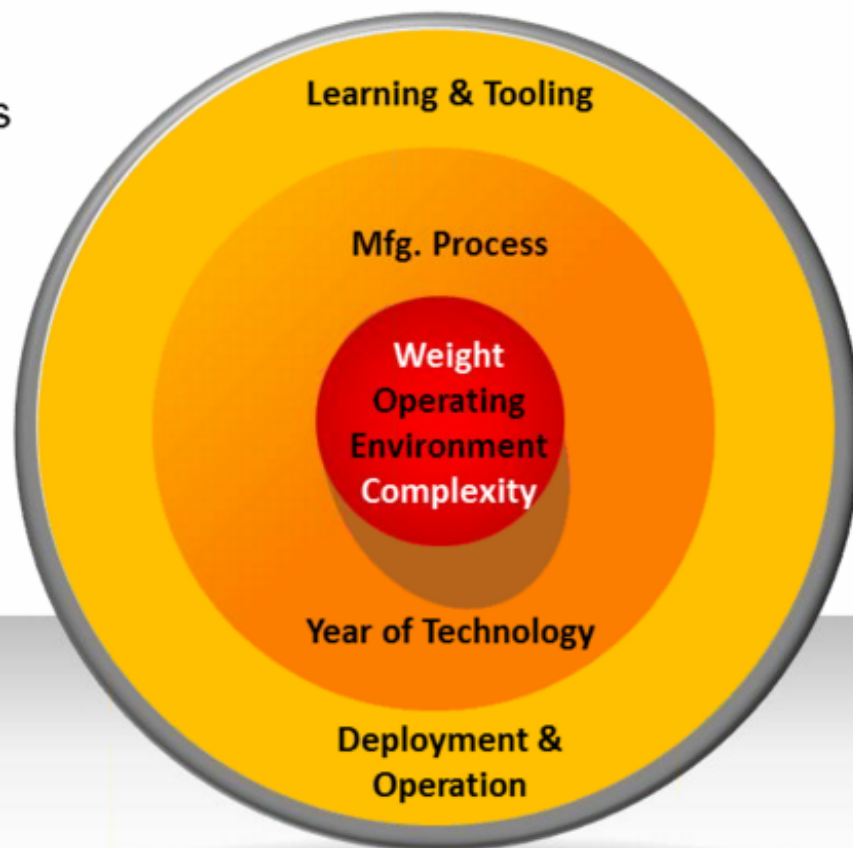 Learning & Tooling
s
Mfg. Process
Weight
Operating
Environment
Complexity
Year of Technology
Deployment &
Operation